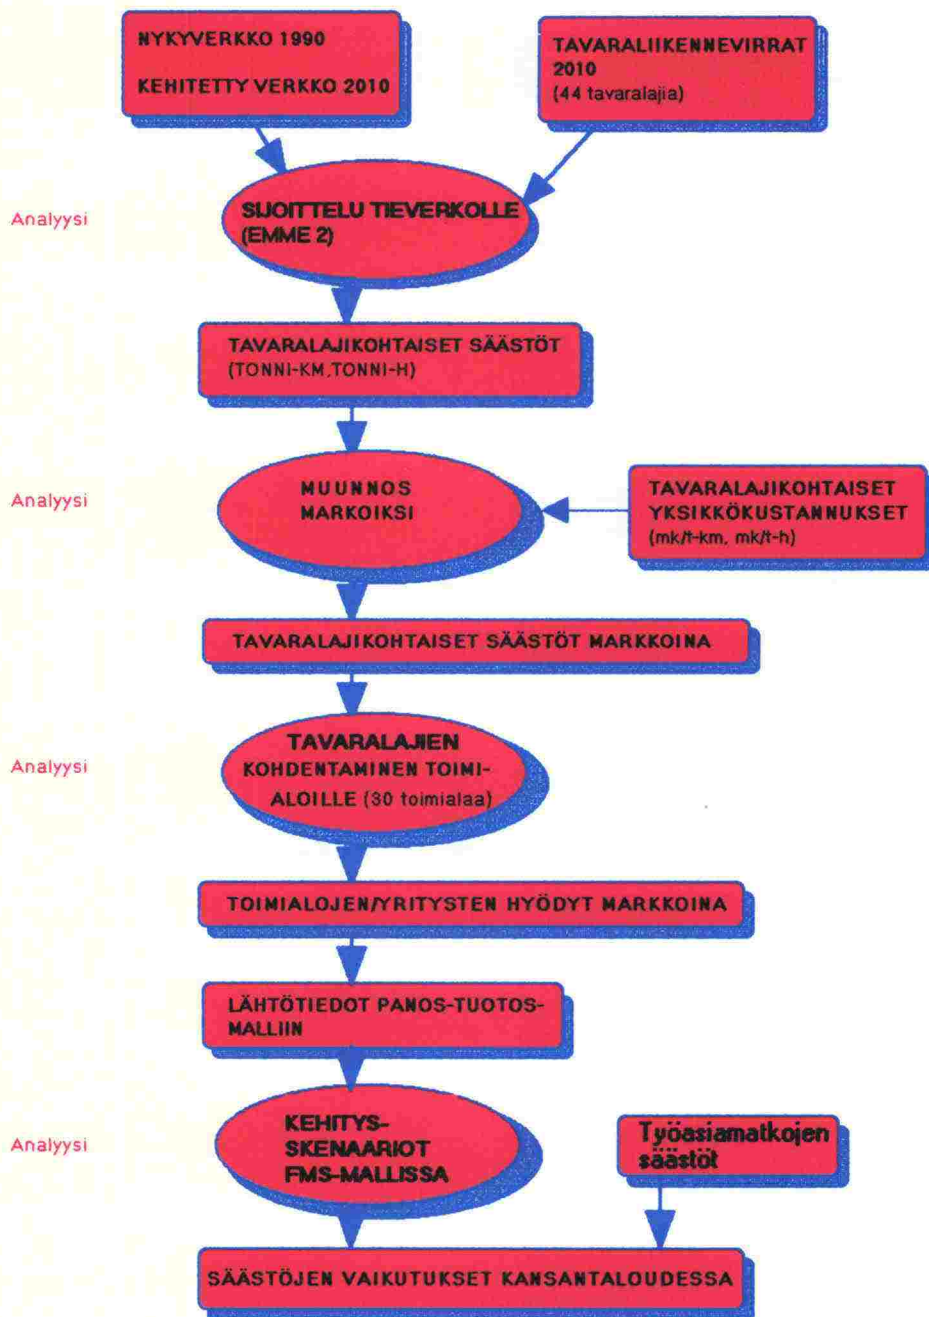 NYKYVERKKO 1990
KEHITETTY VERKKO 2010
TAVARALIIKENNEVIRRAT
2010
(44 tavaralajia)
Analyysi
SIJOITTELU TIEVERKOLLE
(EMME 2)
TAVARALAJIKOHTAISET SÄÄSTÖT
(TONNI-KM,TONNI-H)
Analyysi
MUUNNOS
MARKOIKSI
TAVARALAJIKOHTAISET
YKSIKKÖKUSTANNUKSET
(mk/t-km, mk/t-h)
TAVARALAJIKOHTAISET SÄÄSTÖT MARKKOINA
Analyysi
TAVARALAJIEN
KOHDENTAMINEN TOIMI-
ALOILLE (30 toimialaa)
TOIMIALOJEN/YRITYSTEN HYÖDYT MARKKOINA
LÄHTÖTIEDOT PANOS-TUOTOS-
MALLIIN
Analyysi
KEHITYS-
SKENAARIOT
FMS-MALLISSA
Työasiamatkojen
säästöt
SÄÄSTÖJEN VAIKUTUKSET KANSANTALOUDESSA